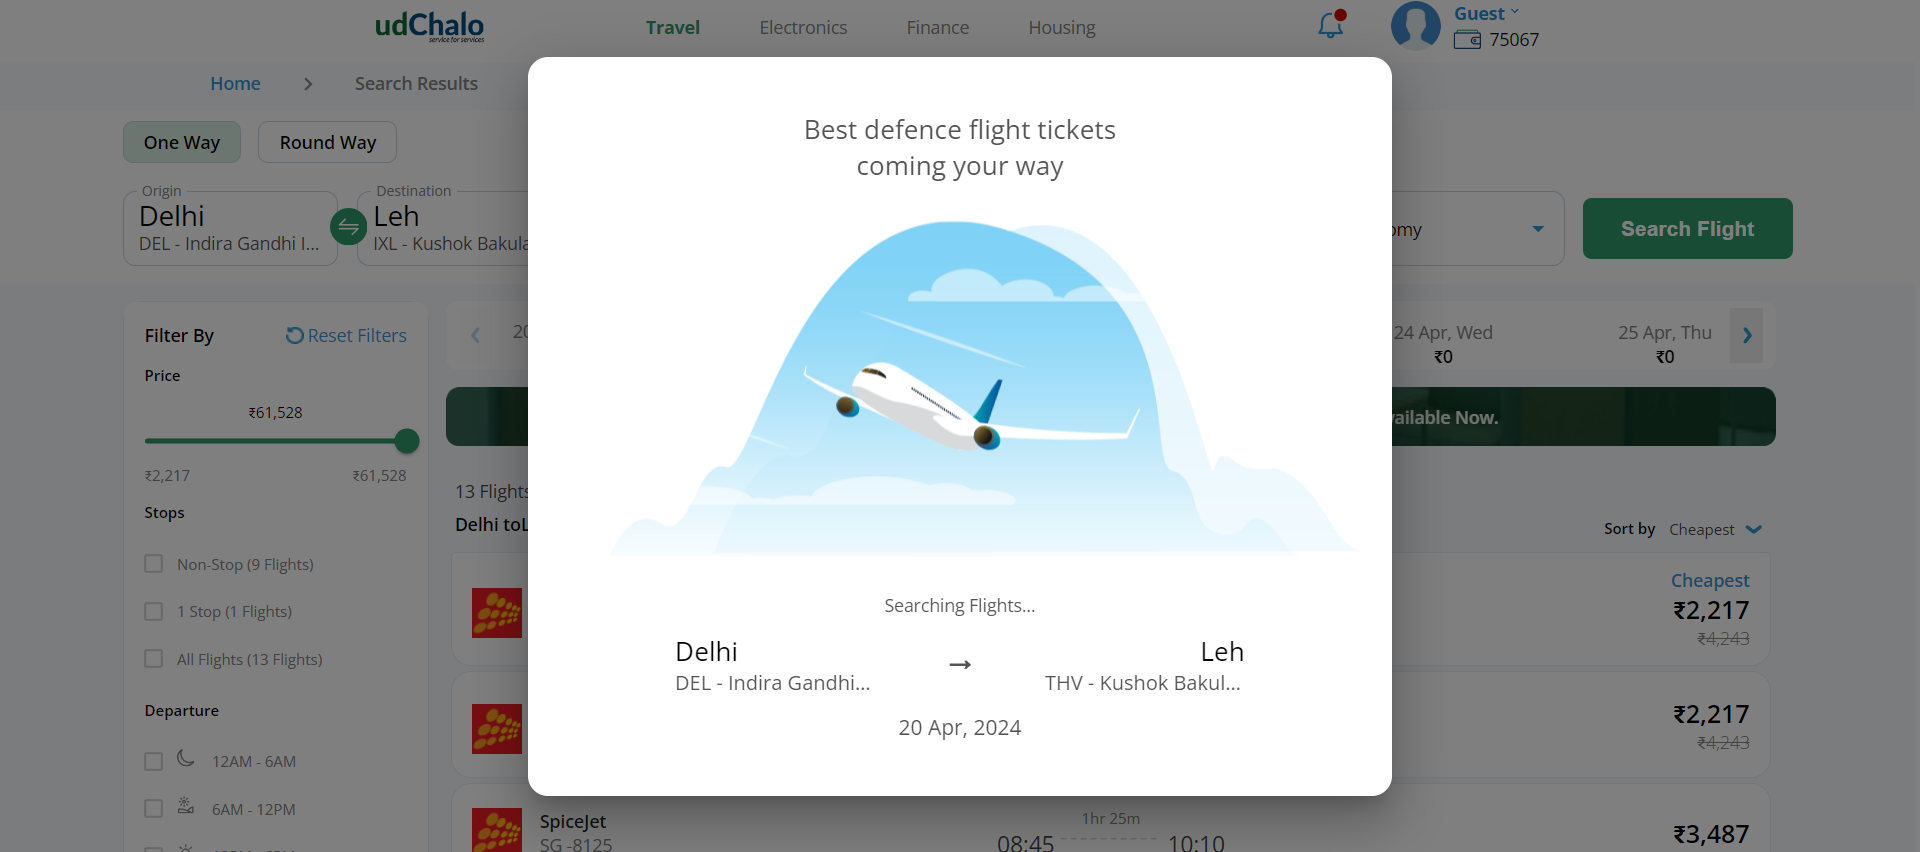 udChalo
service for services
Travel
Electronics
Finance
Housing
Guest
75067
Home
Search Results
One Way
Round Way
Origin
Delhi
DEL - Indira Gandhi I...
Destination
Leh
IXL - Kushok Bakula
omy
Search Flight
Filter By
Reset Filters
Price
₹61,528
₹2,217
₹61,528
Stops
Non-Stop (9 Flights)
1 Stop (1 Flights)
All Flights (13 Flights)
Departure
12AM - 6AM
6AM - 12PM
Best defence flight tickets
coming your way
Searching Flights...
Delhi
DEL - Indira Gandhi...
→
Leh
THV - Kushok Bakul...
20 Apr, 2024
20
24 Apr, Wed
₹0
25 Apr, Thu
₹0
vailable Now.
13 Flights
Delhi toL
Sort by
Cheapest
Cheapest
₹2,217
₹4,243
₹2,217
₹4,243
SpiceJet
SG -8125
08:45
1hr 25m
10:10
₹3,487